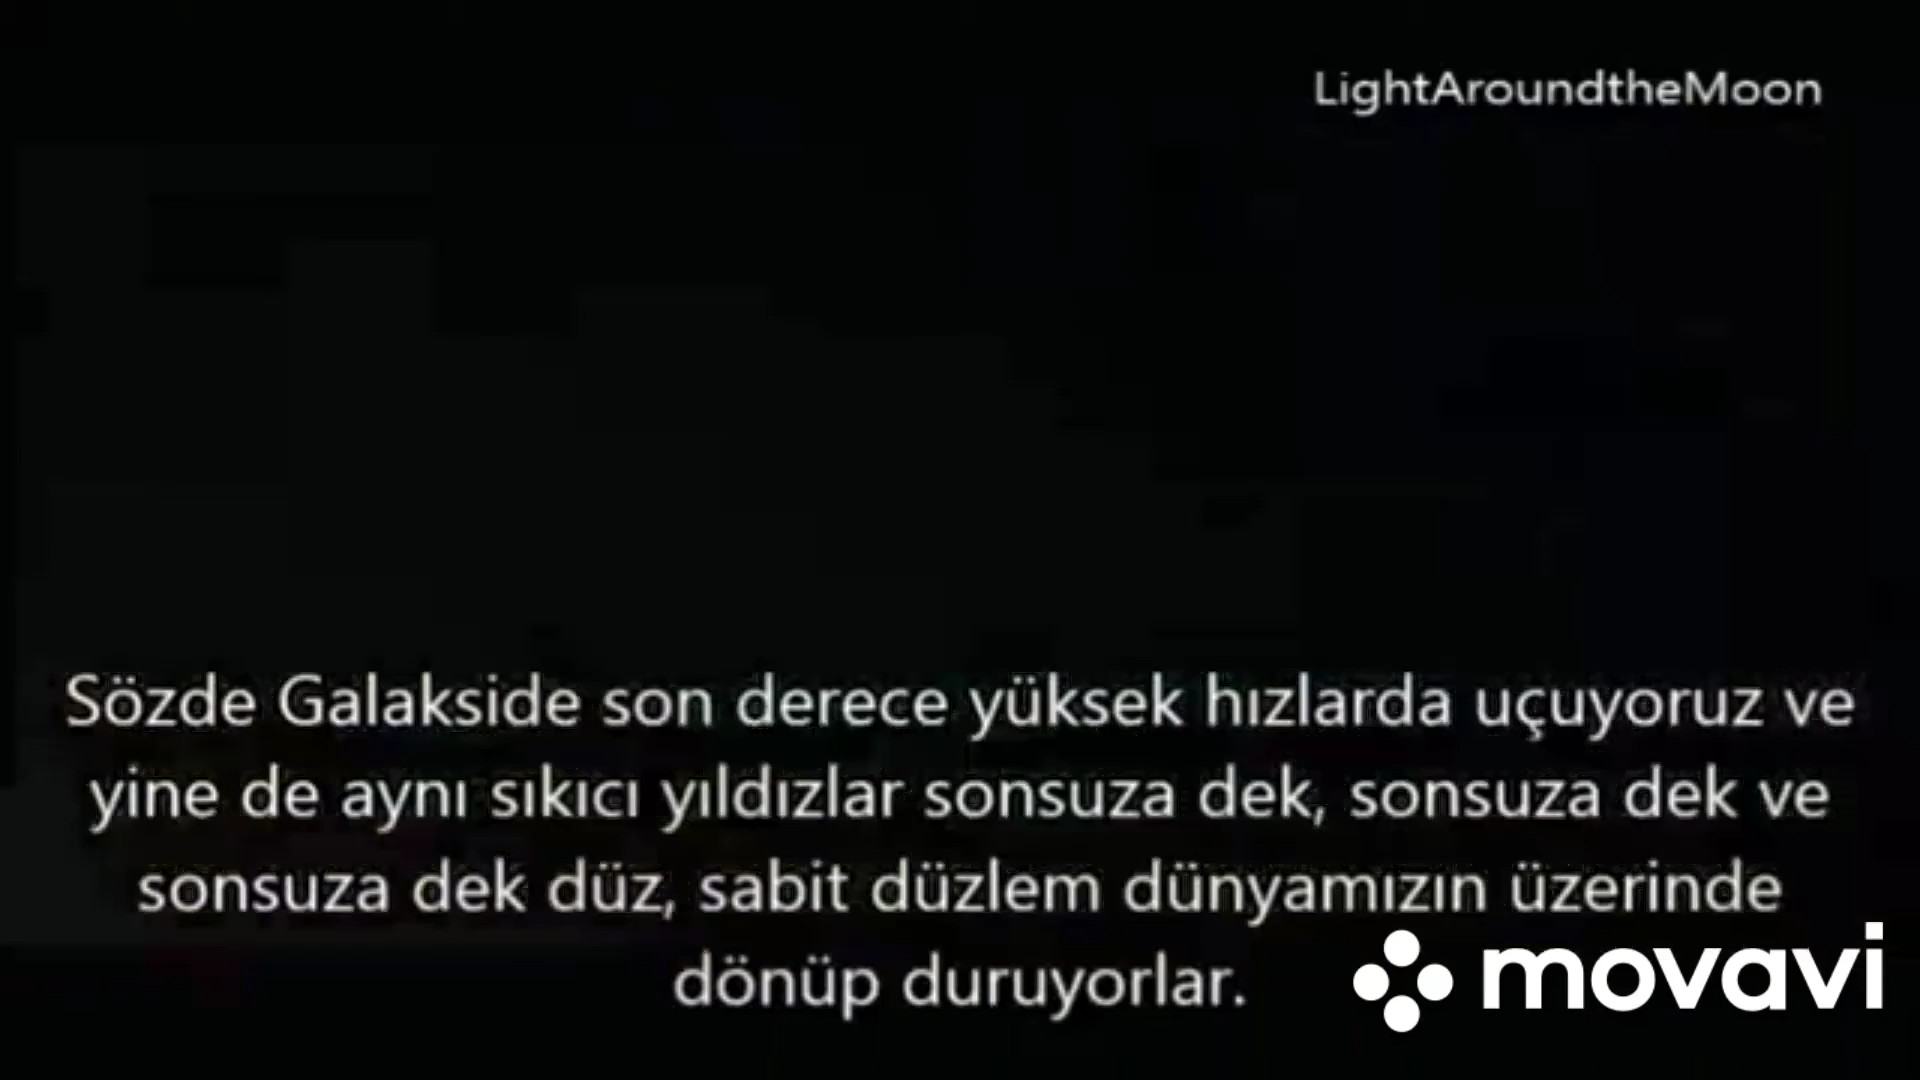 LightAroundtheMoon
Sözde Galakside son derece yüksek hızlarda uçuyoruz ve
yine de aynı sıkıcı yıldızlar sonsuza dek, sonsuza dek ve
sonsuza dek düz, sabit düzlem dünyamızın üzerinde
dönüp duruyorlar.
movavi